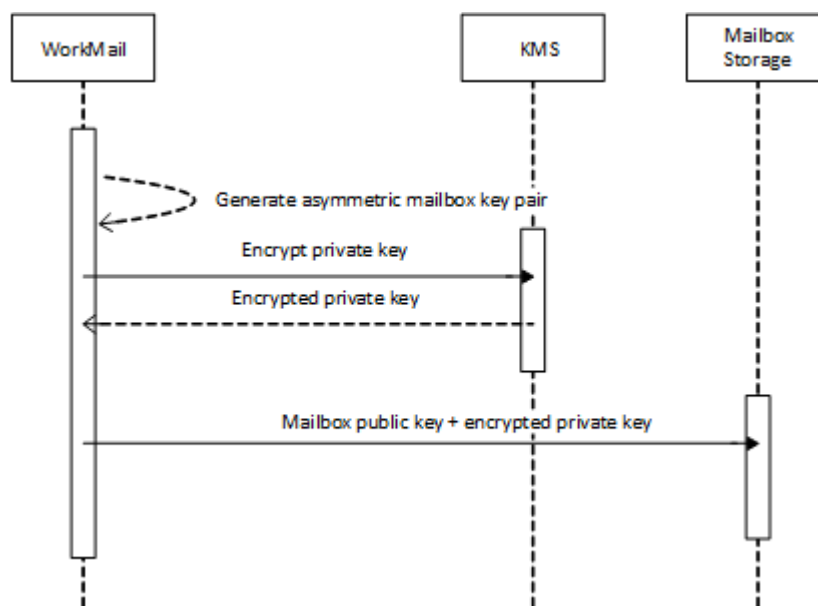 WorkMail
KMS
Mailbox
Storage
Generate asymmetric mailbox key pair
Encrypt private key
Encrypted private key
Mailbox public key + encrypted private key